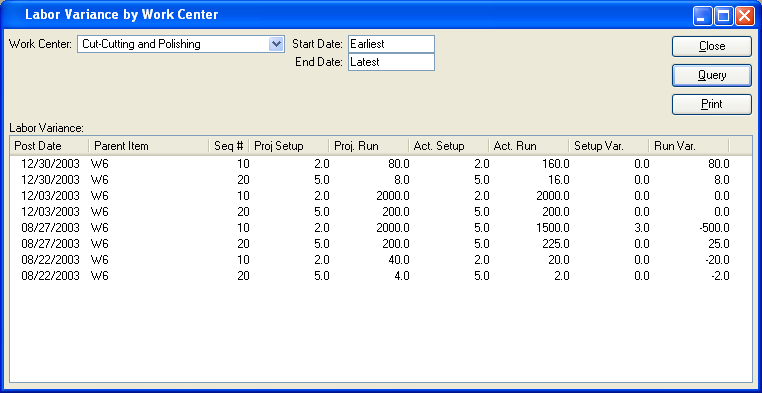 Labor Variance by Work Center
Work Center: Cut-Cutting and Polishing Start Date: Earliest Close
End Date: Latest
Query
Print
Labor Variance:
Post Date Parent Item Seq # Proj Setup Proj. Run Act. Setup Act. Run Setup Var. Run Var.
12/30/2003 W6 10 2.0 80.0 2.0 160.0 0.0 80.0
12/30/2003 W6 20 5.0 8.0 5.0 16.0 0.0 8.0
12/03/2003 W6 10 2.0 2000.0 2.0 2000.0 0.0 0.0
12/03/2003 W6 20 5.0 200.0 5.0 200.0 0.0 0.0
08/27/2003 W6 10 2.0 2000.0 5.0 1500.0 3.0 -500.0
08/27/2003 W6 20 5.0 200.0 5.0 225.0 0.0 25.0
08/22/2003 W6 10 2.0 40.0 2.0 20.0 0.0 -20.0
08/22/2003 W6 20 5.0 4.0 5.0 2.0 0.0 -2.0